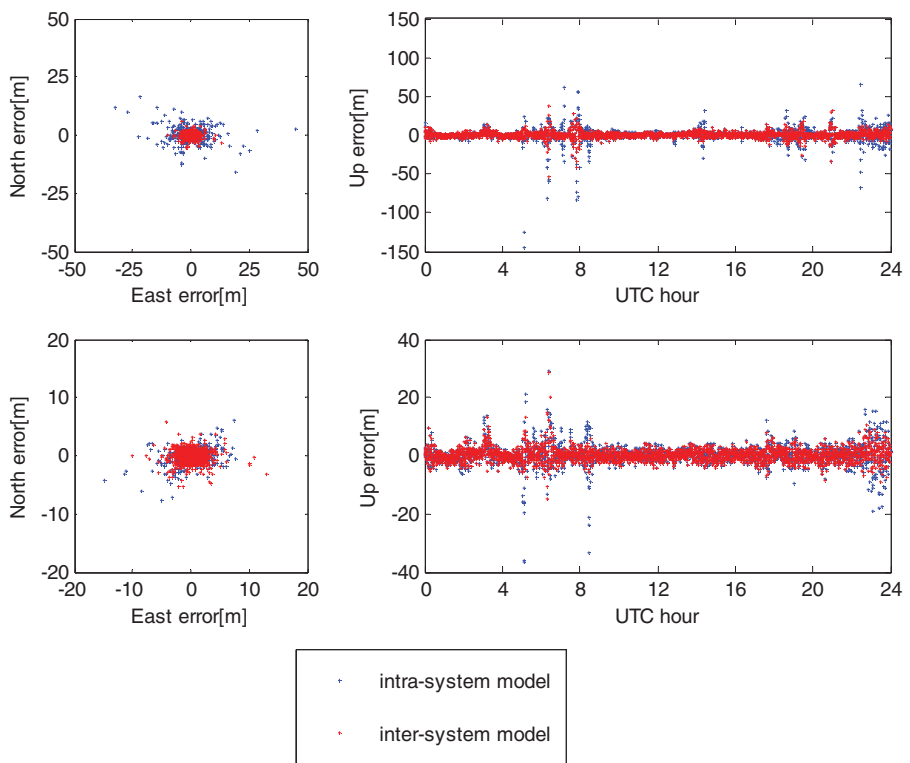 50
25
0
-25
-50
North error[m]
-50 -25 0 25 50
East error[m]
150
100
50
0
-50
-100
-150
Up error[m]
0 4 8 12 16 20 24
UTC hour
20
10
0
-10
-20
North error[m]
-20 -10 0 10 20
East error[m]
40
20
0
-20
-40
Up error[m]
0 4 8 12 16 20 24
UTC hour
intra-system model
inter-system model